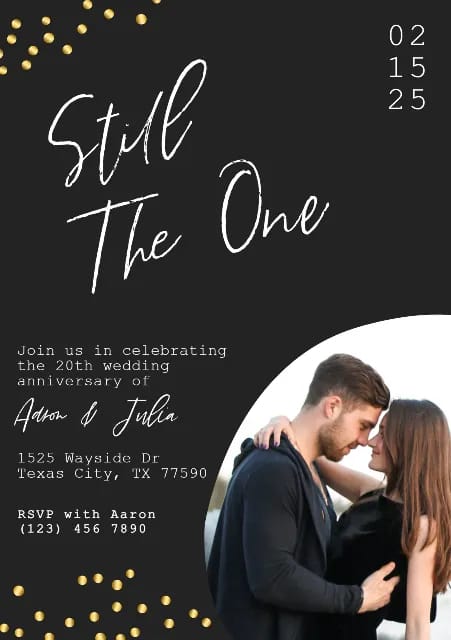 02
15
25
Still
The One
Join us in celebrating
the 20th wedding
anniversary of
Aaron & Julia
1525 Wayside Dr
Texas City, TX 77590
RSVP with Aaron
(123) 456 7890